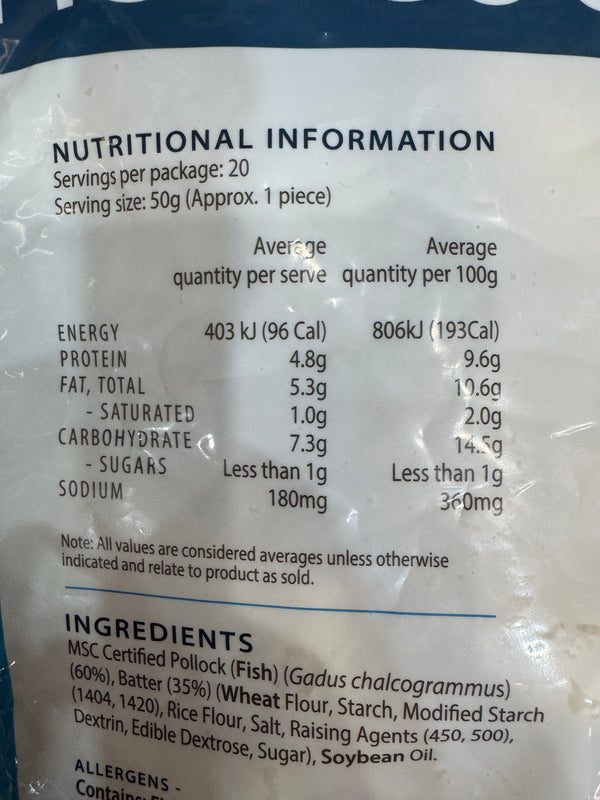 NUTRITIONAL INFORMATION
Servings per package: 20
Serving size: 50g (Approx. 1 piece)
Average Average
quantity per serve quantity per 100g
ENERGY 403 kJ (96 Cal) 806kJ (193Cal)
PROTEIN 4.8g 9.6g
FAT, TOTAL 5.3g 10.6g
- SATURATED 1.0g 2.0g
CARBOHYDRATE 7.3g 14.5g
- SUGARS Less than 1g Less than 1g
SODIUM 180mg 360mg
Note: All values are considered averages unless otherwise
indicated and relate to product as sold.
INGREDIENTS
MSC Certified Pollock (Fish) (Gadus chalcogrammus)
(60%), Batter (35%) (Wheat Flour, Starch, Modified Starch
(1404, 1420), Rice Flour, Salt, Raising Agents (450, 500),
Dextrin, Edible Dextrose, Sugar), Soybean Oil.
ALLERGENS -
Contains: